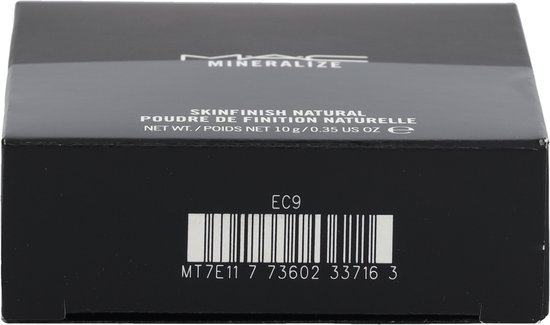 MAC
MINERALIZE
SKINFINISH NATURAL
POUDRE DE FINITION NATURELLE
NET WT./POIDS NET 10 g/0.35 US OZ ℮
EC9
MT7E11 7 73602 33716 3